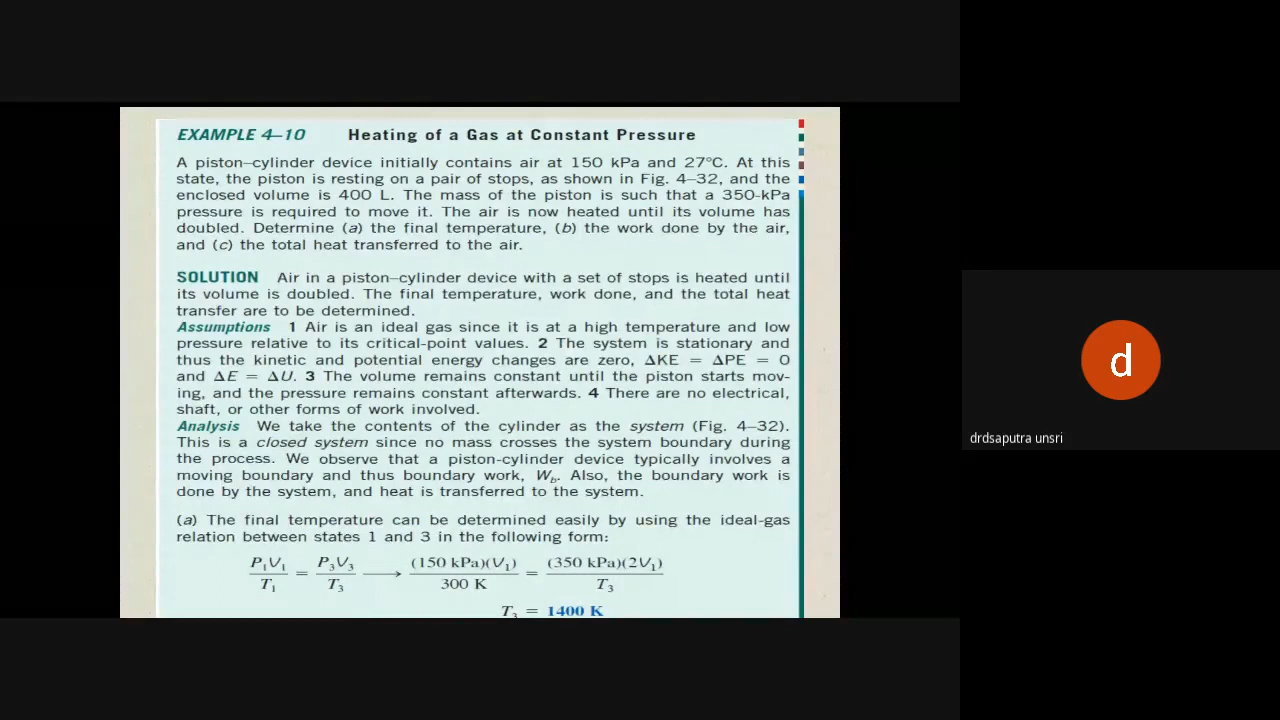 EXAMPLE 4–10 Heating of a Gas at Constant Pressure
A piston–cylinder device initially contains air at 150 kPa and 27°C. At this
state, the piston is resting on a pair of stops, as shown in Fig. 4–32, and the
enclosed volume is 400 L. The mass of the piston is such that a 350-kPa
pressure is required to move it. The air is now heated until its volume has
doubled. Determine (a) the final temperature, (b) the work done by the air,
and (c) the total heat transferred to the air.
SOLUTION Air in a piston–cylinder device with a set of stops is heated until
its volume is doubled. The final temperature, work done, and the total heat
transfer are to be determined.
Assumptions 1 Air is an ideal gas since it is at a high temperature and low
pressure relative to its critical-point values. 2 The system is stationary and
thus the kinetic and potential energy changes are zero, ΔKE = ΔPE = 0
and ΔE = ΔU. 3 The volume remains constant until the piston starts mov-
ing, and the pressure remains constant afterwards. 4 There are no electrical,
shaft, or other forms of work involved.
Analysis We take the contents of the cylinder as the system (Fig. 4–32).
This is a closed system since no mass crosses the system boundary during
the process. We observe that a piston-cylinder device typically involves a
moving boundary and thus boundary work, W_b. Also, the boundary work is
done by the system, and heat is transferred to the system.
(a) The final temperature can be determined easily by using the ideal-gas
relation between states 1 and 3 in the following form:
P₁V₁/T₁ = P₃V₃/T₃ ⟶ (150 kPa)(V₁)/300 K = (350 kPa)(2V₁)/T₃
T₃ = 1400 K
d
drdsaputra unsri